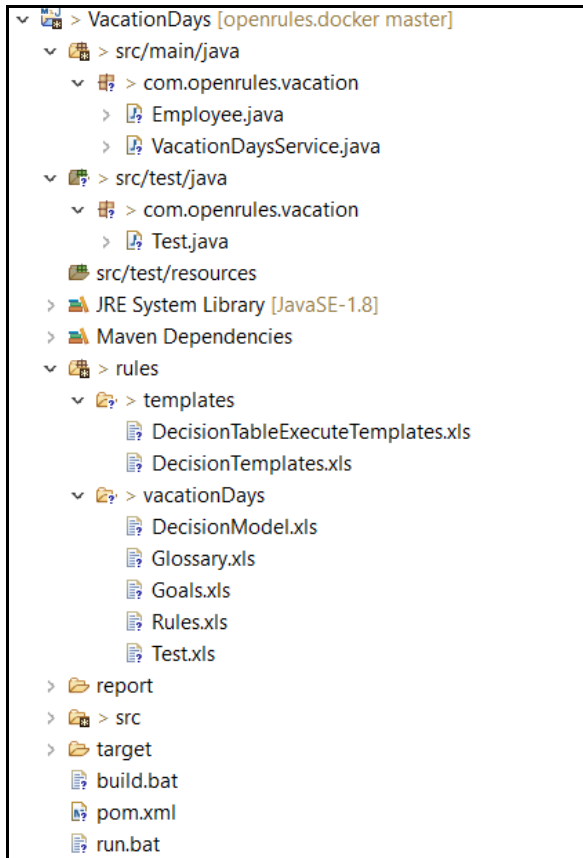 > VacationDays [openrules.docker master]
> src/main/java
> com.openrules.vacation
> Employee.java
> VacationDaysService.java
> src/test/java
> com.openrules.vacation
> Test.java
src/test/resources
> JRE System Library [JavaSE-1.8]
> Maven Dependencies
> rules
> templates
DecisionTableExecuteTemplates.xls
DecisionTemplates.xls
> vacationDays
DecisionModel.xls
Glossary.xls
Goals.xls
Rules.xls
Test.xls
> report
> > src
> target
build.bat
pom.xml
run.bat